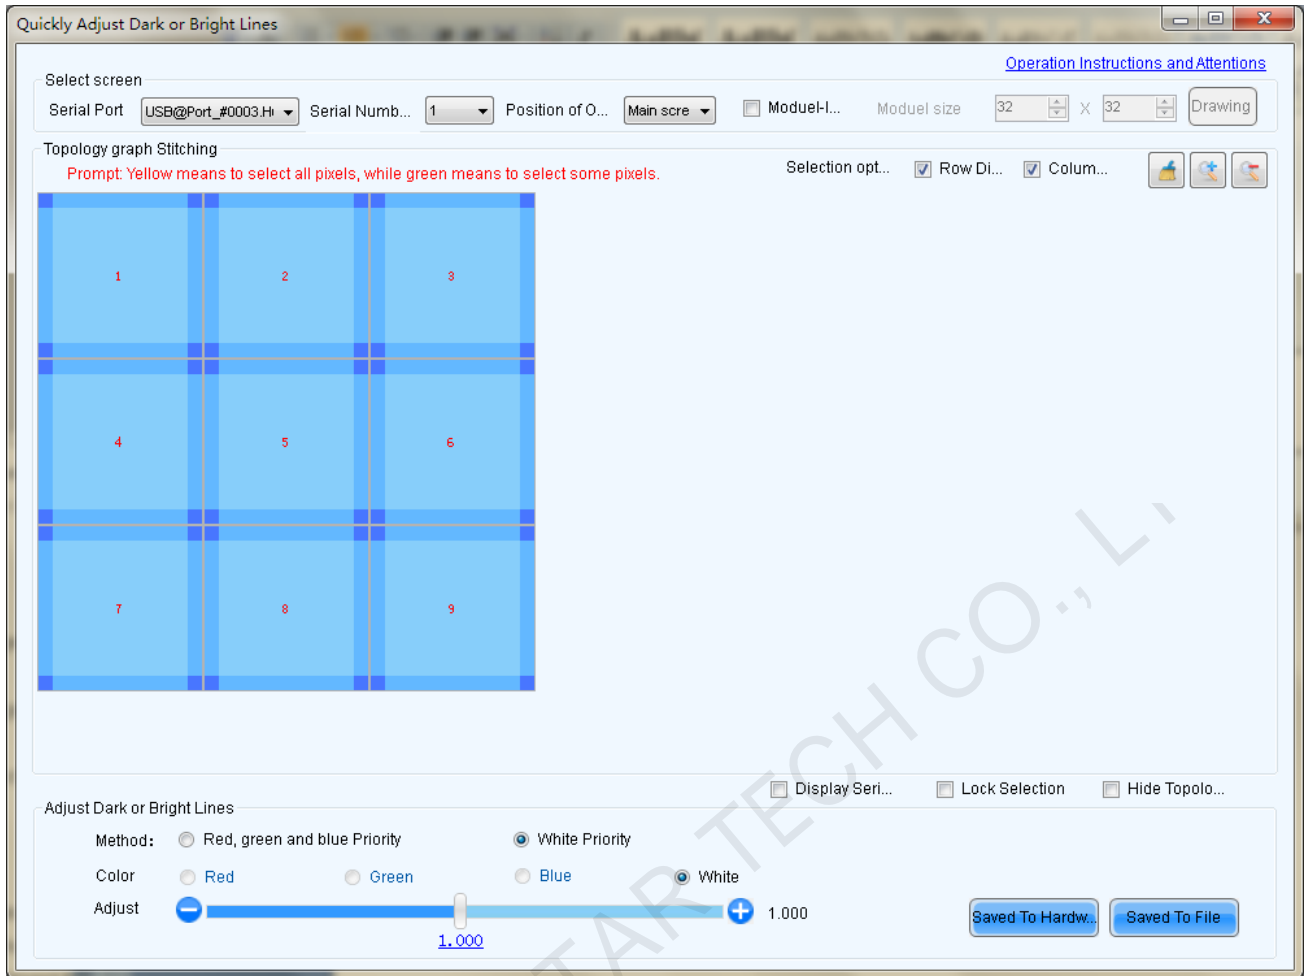 Quickly Adjust Dark or Bright Lines
Operation Instructions and Attentions
Select screen
Serial Port USB@Port_#0003.H Serial Numb... 1 Position of O... Main scre Moduel-I... Moduel size 32 X 32 Drawing
Topology graph Stitching
Prompt: Yellow means to select all pixels, while green means to select some pixels.
Selection opt... Row Di... Colum...
1 2 3
4 5 6
7 8 9
Display Seri... Lock Selection Hide Topolo...
Adjust Dark or Bright Lines
Method: Red, green and blue Priority White Priority
Color Red Green Blue White
Adjust 1.000
1.000
Saved To Hardw... Saved To File
TAR TECH CO., L